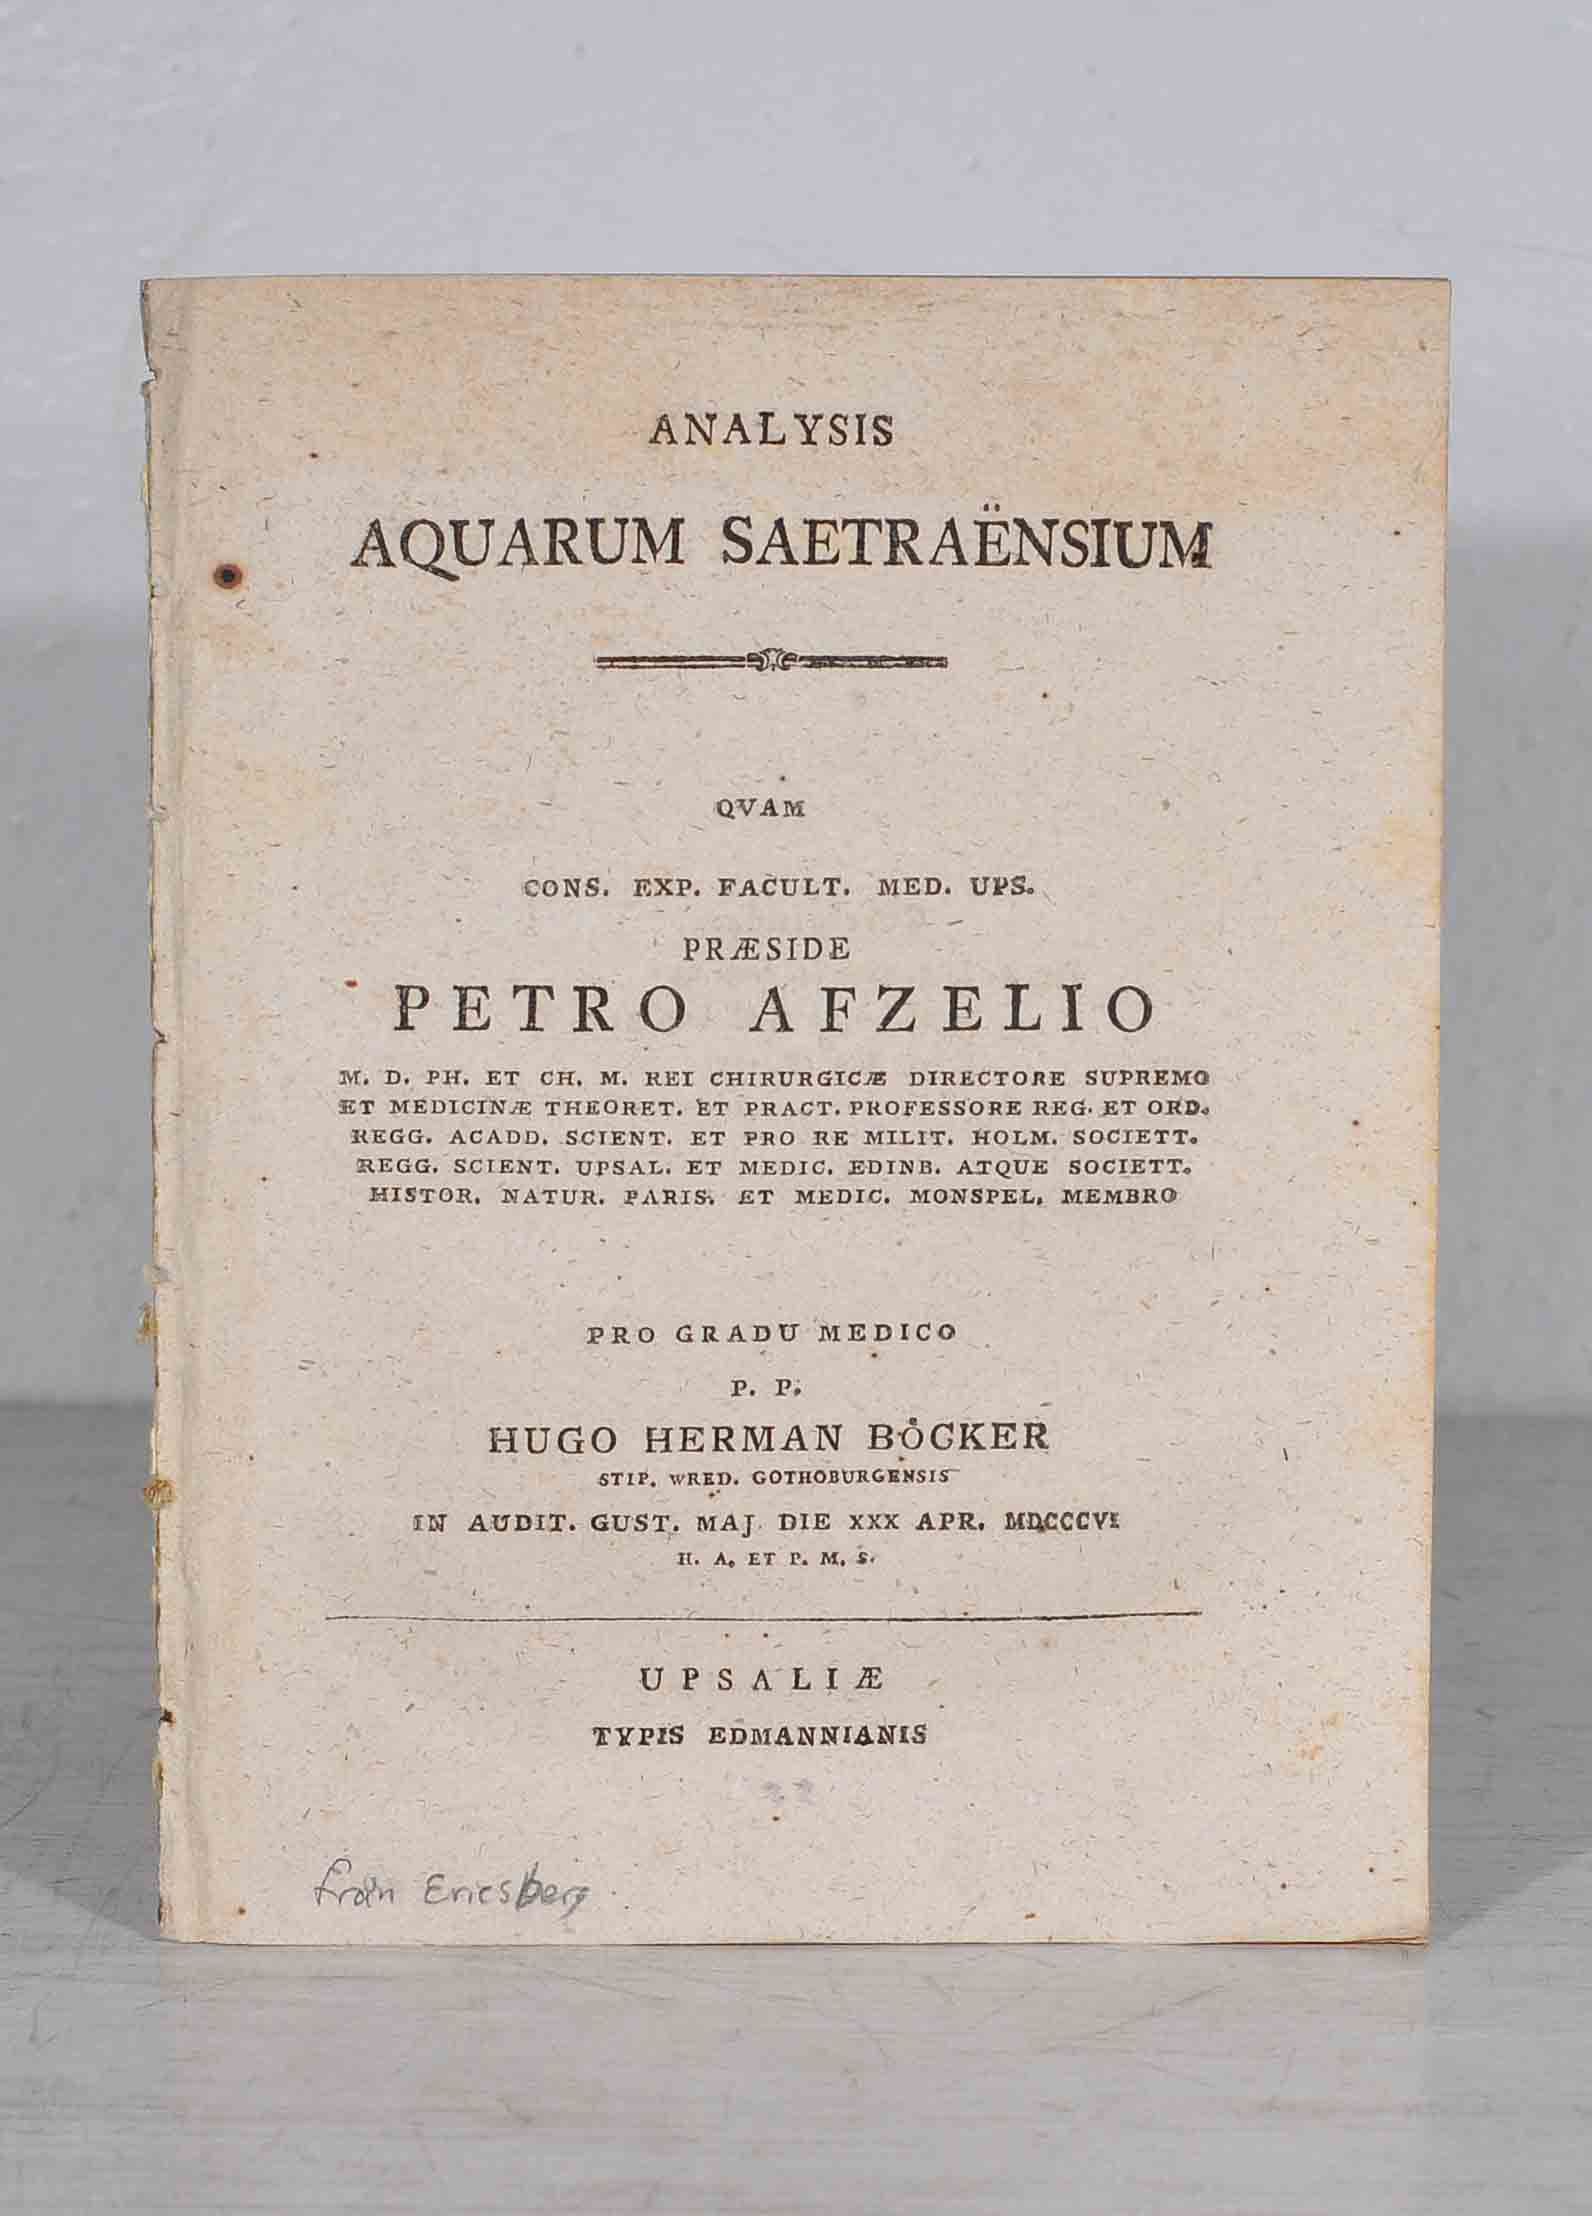 ANALYSIS
AQUARUM SAETRAËNSIUM
QVAM
CONS. EXP. FACULT. MED. UPS.
PRÆSIDE
PETRO AFZELIO
M. D. PH. ET CH. M. REI CHIRURGICÆ DIRECTORE SUPREMO
ET MEDICINÆ THEORET. ET PRACT. PROFESSORE REG. ET ORD.
REGG. ACADD. SCIENT. ET PRO RE MILIT. HOLM. SOCIETT.
REGG. SCIENT. UPSAL. ET MEDIC. EDINB. ATQUE SOCIETT.
HISTOR. NATUR. PARIS. ET MEDIC. MONSPEL. MEMBRO
PRO GRADU MEDICO
P. P.
HUGO HERMAN BÖCKER
STIP. WRED. GOTHOBURGENSIS
IN AUDIT. GUST. MAJ. DIE XXX APR. MDCCCVI
H. A. ET P. M. S.
UPSALIÆ
TYPIS EDMANNIANIS
från Ericsberg